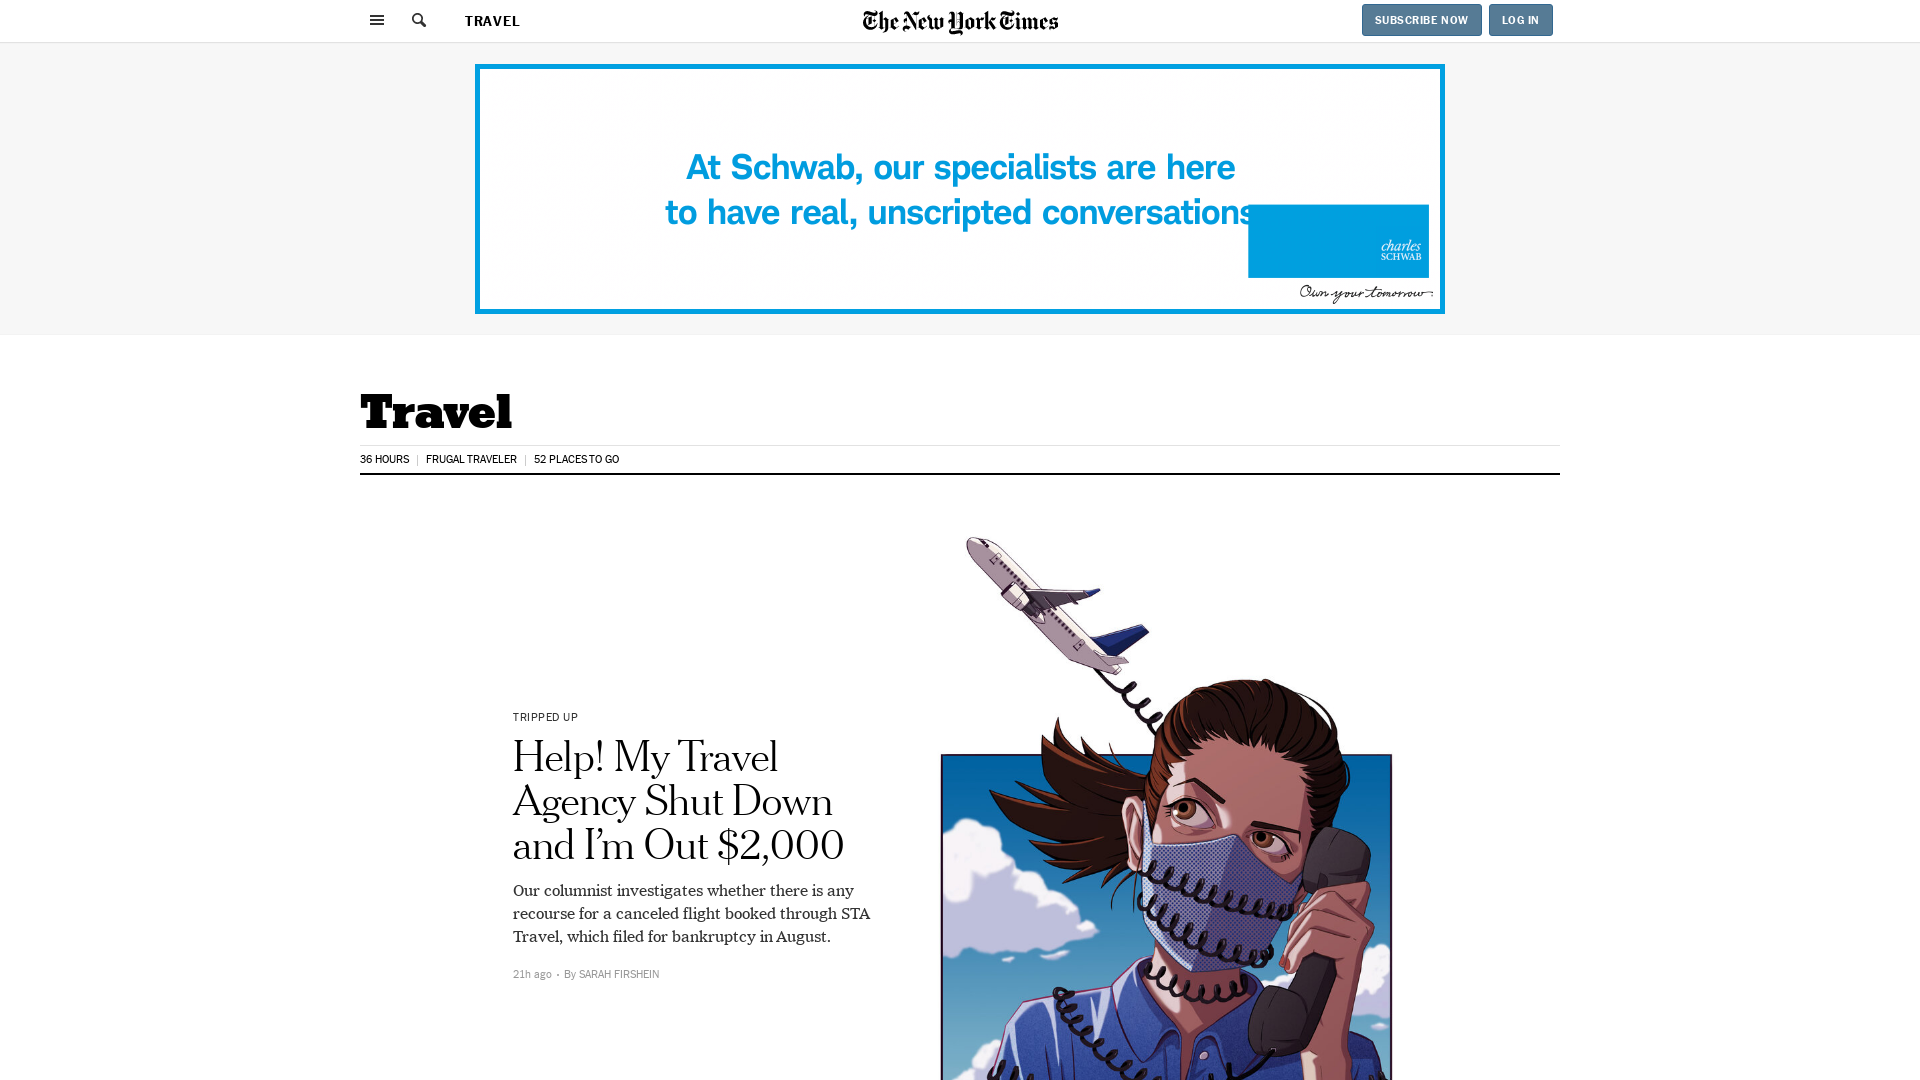 TRAVEL
The New York Times
SUBSCRIBE NOW
LOG IN
At Schwab, our specialists are here
to have real, unscripted conversations
charles
SCHWAB
Own your tomorrow
Travel
36 HOURS
FRUGAL TRAVELER
52 PLACES TO GO
TRIPPED UP
Help! My Travel
Agency Shut Down
and I’m Out $2,000
Our columnist investigates whether there is any
recourse for a canceled flight booked through STA
Travel, which filed for bankruptcy in August.
21h ago • By SARAH FIRSHEIN